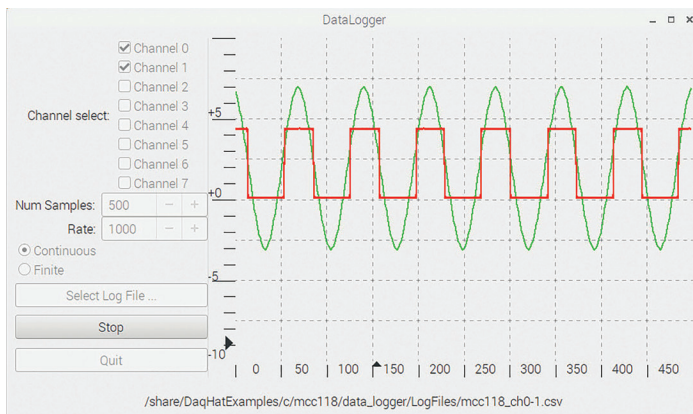 DataLogger
Channel select:
Channel 0
Channel 1
Channel 2
Channel 3
Channel 4
Channel 5
Channel 6
Channel 7
Num Samples: 500 − +
Rate: 1000 − +
Continuous
Finite
Select Log File ...
Stop
Quit
+5
+0
-5
-10
0 50 100 150 200 250 300 350 400 450
/share/DaqHatExamples/c/mcc118/data_logger/LogFiles/mcc118_ch0-1.csv